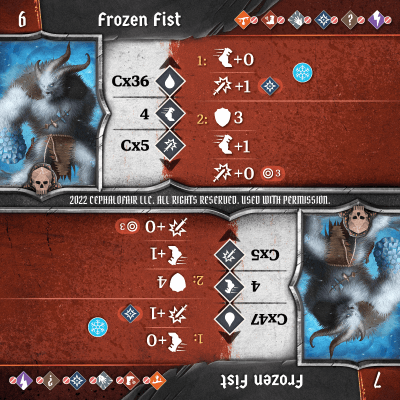 6 Frozen Fist
1: +0
Cx36 +1
4 2: 3
Cx5 +1
+0 3
2022 CEPHALOFAIR LLC. ALL RIGHTS RESERVED. USED WITH PERMISSION.
7 Frozen Fist
1: +0
Cx47 +1
4 2: 4
Cx5 +1
+0 3